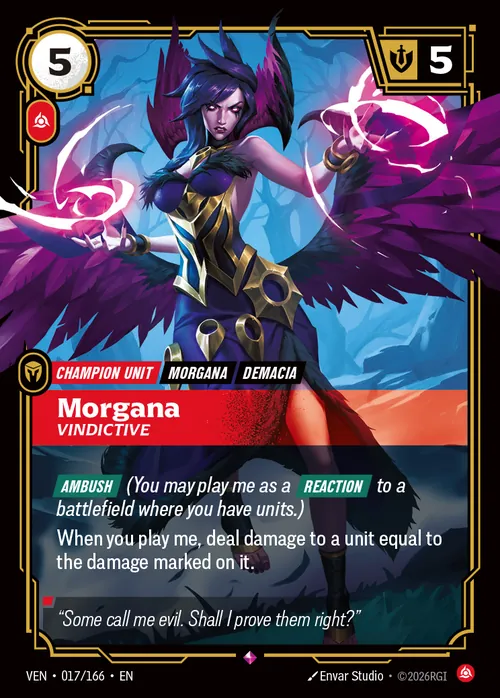 5
5
CHAMPION UNIT MORGANA DEMACIA
Morgana
VINDICTIVE
AMBUSH (You may play me as a REACTION to a
battlefield where you have units.)
When you play me, deal damage to a unit equal to
the damage marked on it.
“Some call me evil. Shall I prove them right?”
VEN • 017/166 • EN
Envar Studio • ©2026RGI